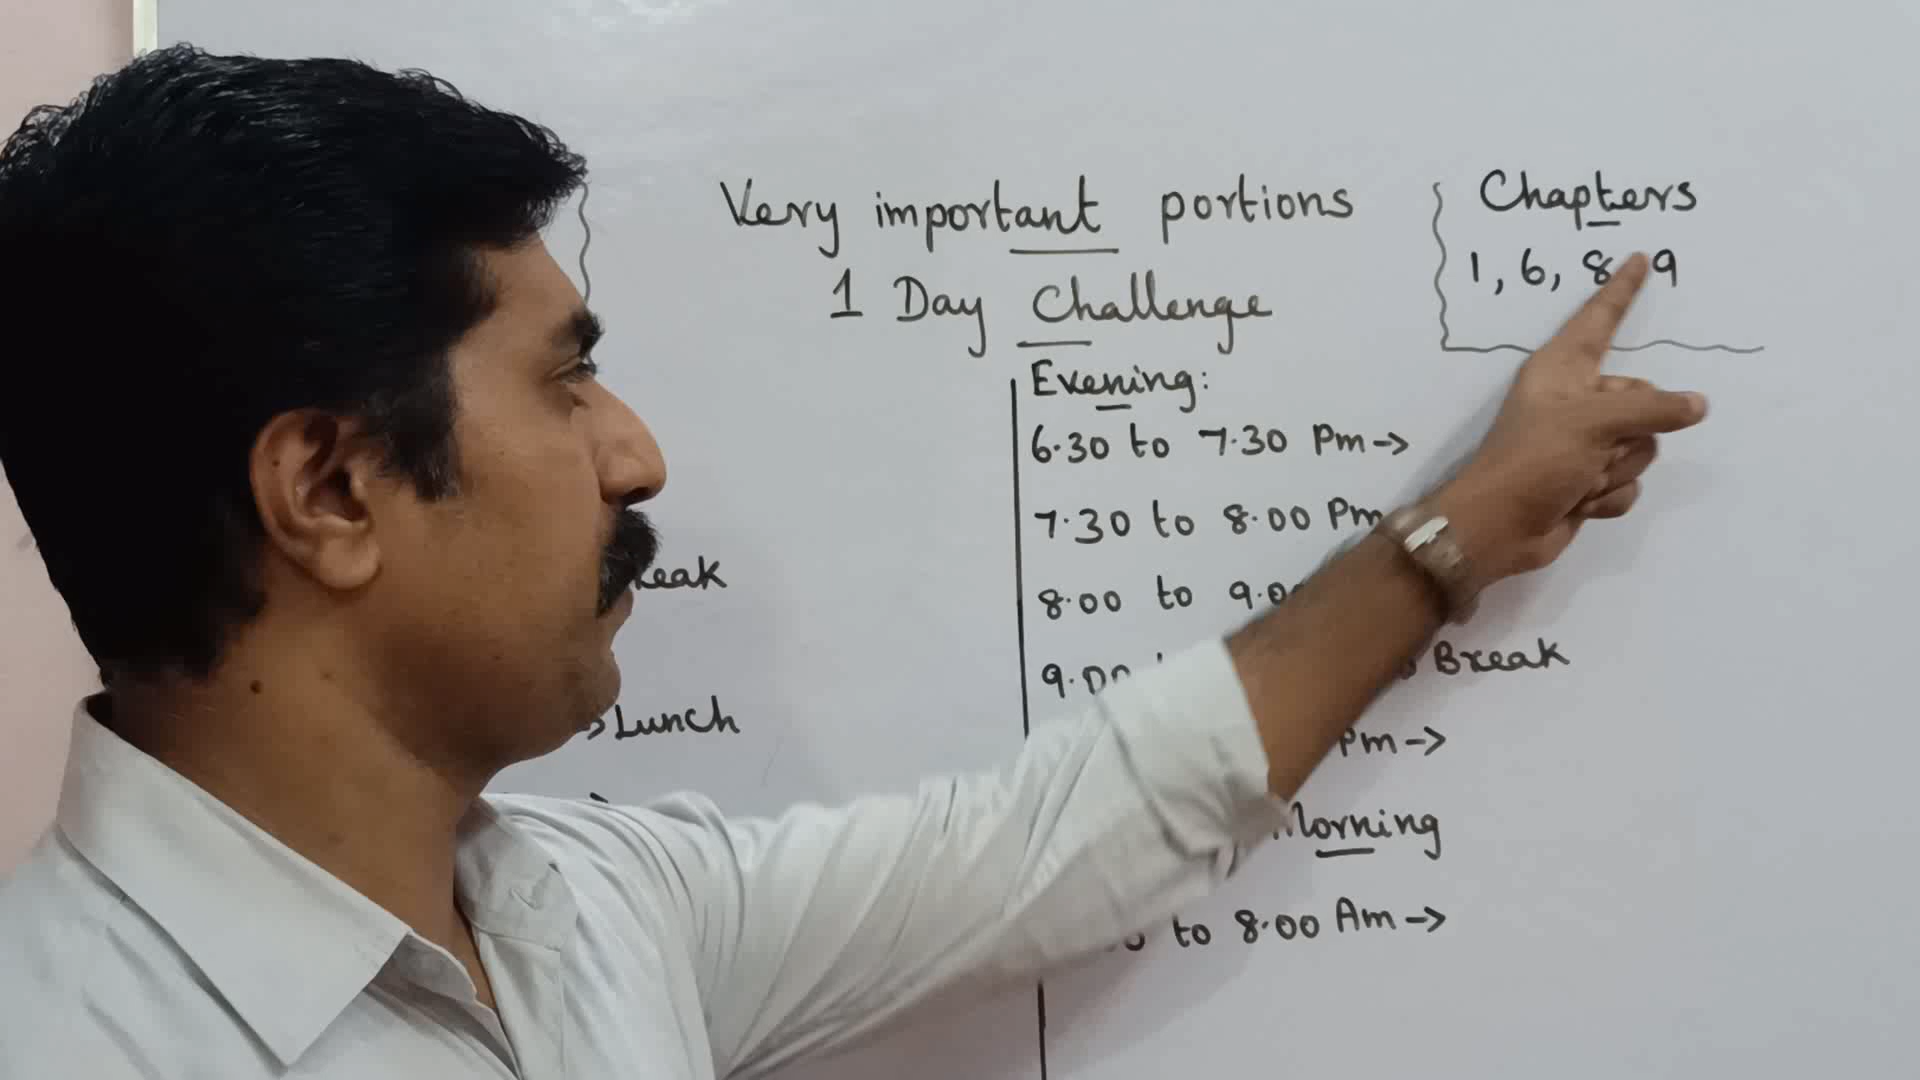 Very important portions
1 Day Challenge
Chapters
1, 6, 8, 9
Break
Lunch
Evening:
6.30 to 7.30 Pm →
7.30 to 8.00 Pm
8.00 to 9.00
9.00
→ Break
Pm →
Morning
to 8.00 Am →